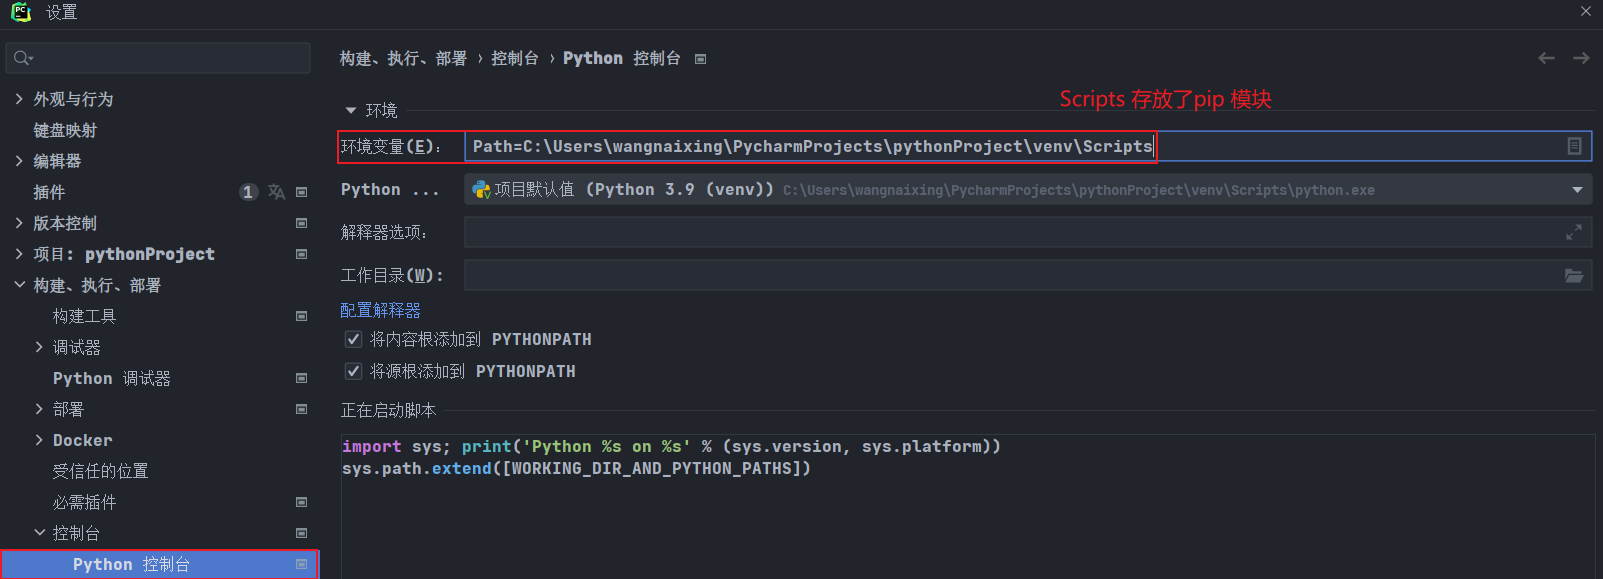 设置
构建、执行、部署 › 控制台 › Python 控制台
外观与行为
键盘映射
编辑器
插件 1
版本控制
项目: pythonProject
构建、执行、部署
构建工具
调试器
Python 调试器
部署
Docker
受信任的位置
必需插件
控制台
Python 控制台
Scripts 存放了pip 模块
环境
环境变量(E): Path=C:\Users\wangnaixing\PycharmProjects\pythonProject\venv\Scripts
Python ... 项目默认值 (Python 3.9 (venv)) C:\Users\wangnaixing\PycharmProjects\pythonProject\venv\Scripts\python.exe
解释器选项:
工作目录(W):
配置解释器
将内容根添加到 PYTHONPATH
将源根添加到 PYTHONPATH
正在启动脚本
import sys; print('Python %s on %s' % (sys.version, sys.platform))
sys.path.extend([WORKING_DIR_AND_PYTHON_PATHS])